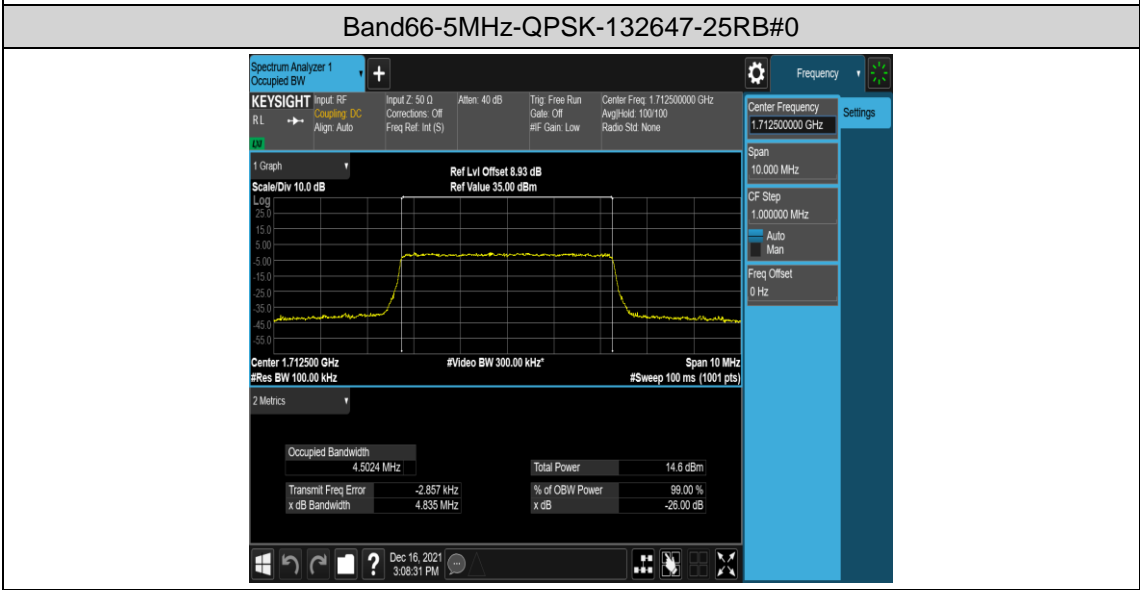 Band66-5MHz-QPSK-132647-25RB#0
Spectrum Analyzer 1
Occupied BW
Frequency
KEYSIGHT
RL
Input: RF
Coupling: DC
Align: Auto
Input Z: 50 Ω
Corrections: Off
Freq Ref: Int (S)
Atten: 40 dB
Trig: Free Run
Gate: Off
#IF Gain: Low
Center Freq: 1.712500000 GHz
Avg|Hold: 100/100
Radio Std: None
Center Frequency
1.712500000 GHz
Settings
Span
10.000 MHz
CF Step
1.000000 MHz
Auto
Man
Freq Offset
0 Hz
1 Graph
Ref Lvl Offset 8.93 dB
Scale/Div 10.0 dB
Ref Value 35.00 dBm
Log
25.0
15.0
5.00
-5.00
-15.0
-25.0
-35.0
-45.0
-55.0
Center 1.712500 GHz
#Video BW 300.00 kHz*
Span 10 MHz
#Res BW 100.00 kHz
#Sweep 100 ms (1001 pts)
2 Metrics
Occupied Bandwidth
4.5024 MHz
Total Power
14.6 dBm
Transmit Freq Error
-2.857 kHz
% of OBW Power
99.00 %
x dB Bandwidth
4.835 MHz
x dB
-26.00 dB
?
Dec 16, 2021
3:08:31 PM